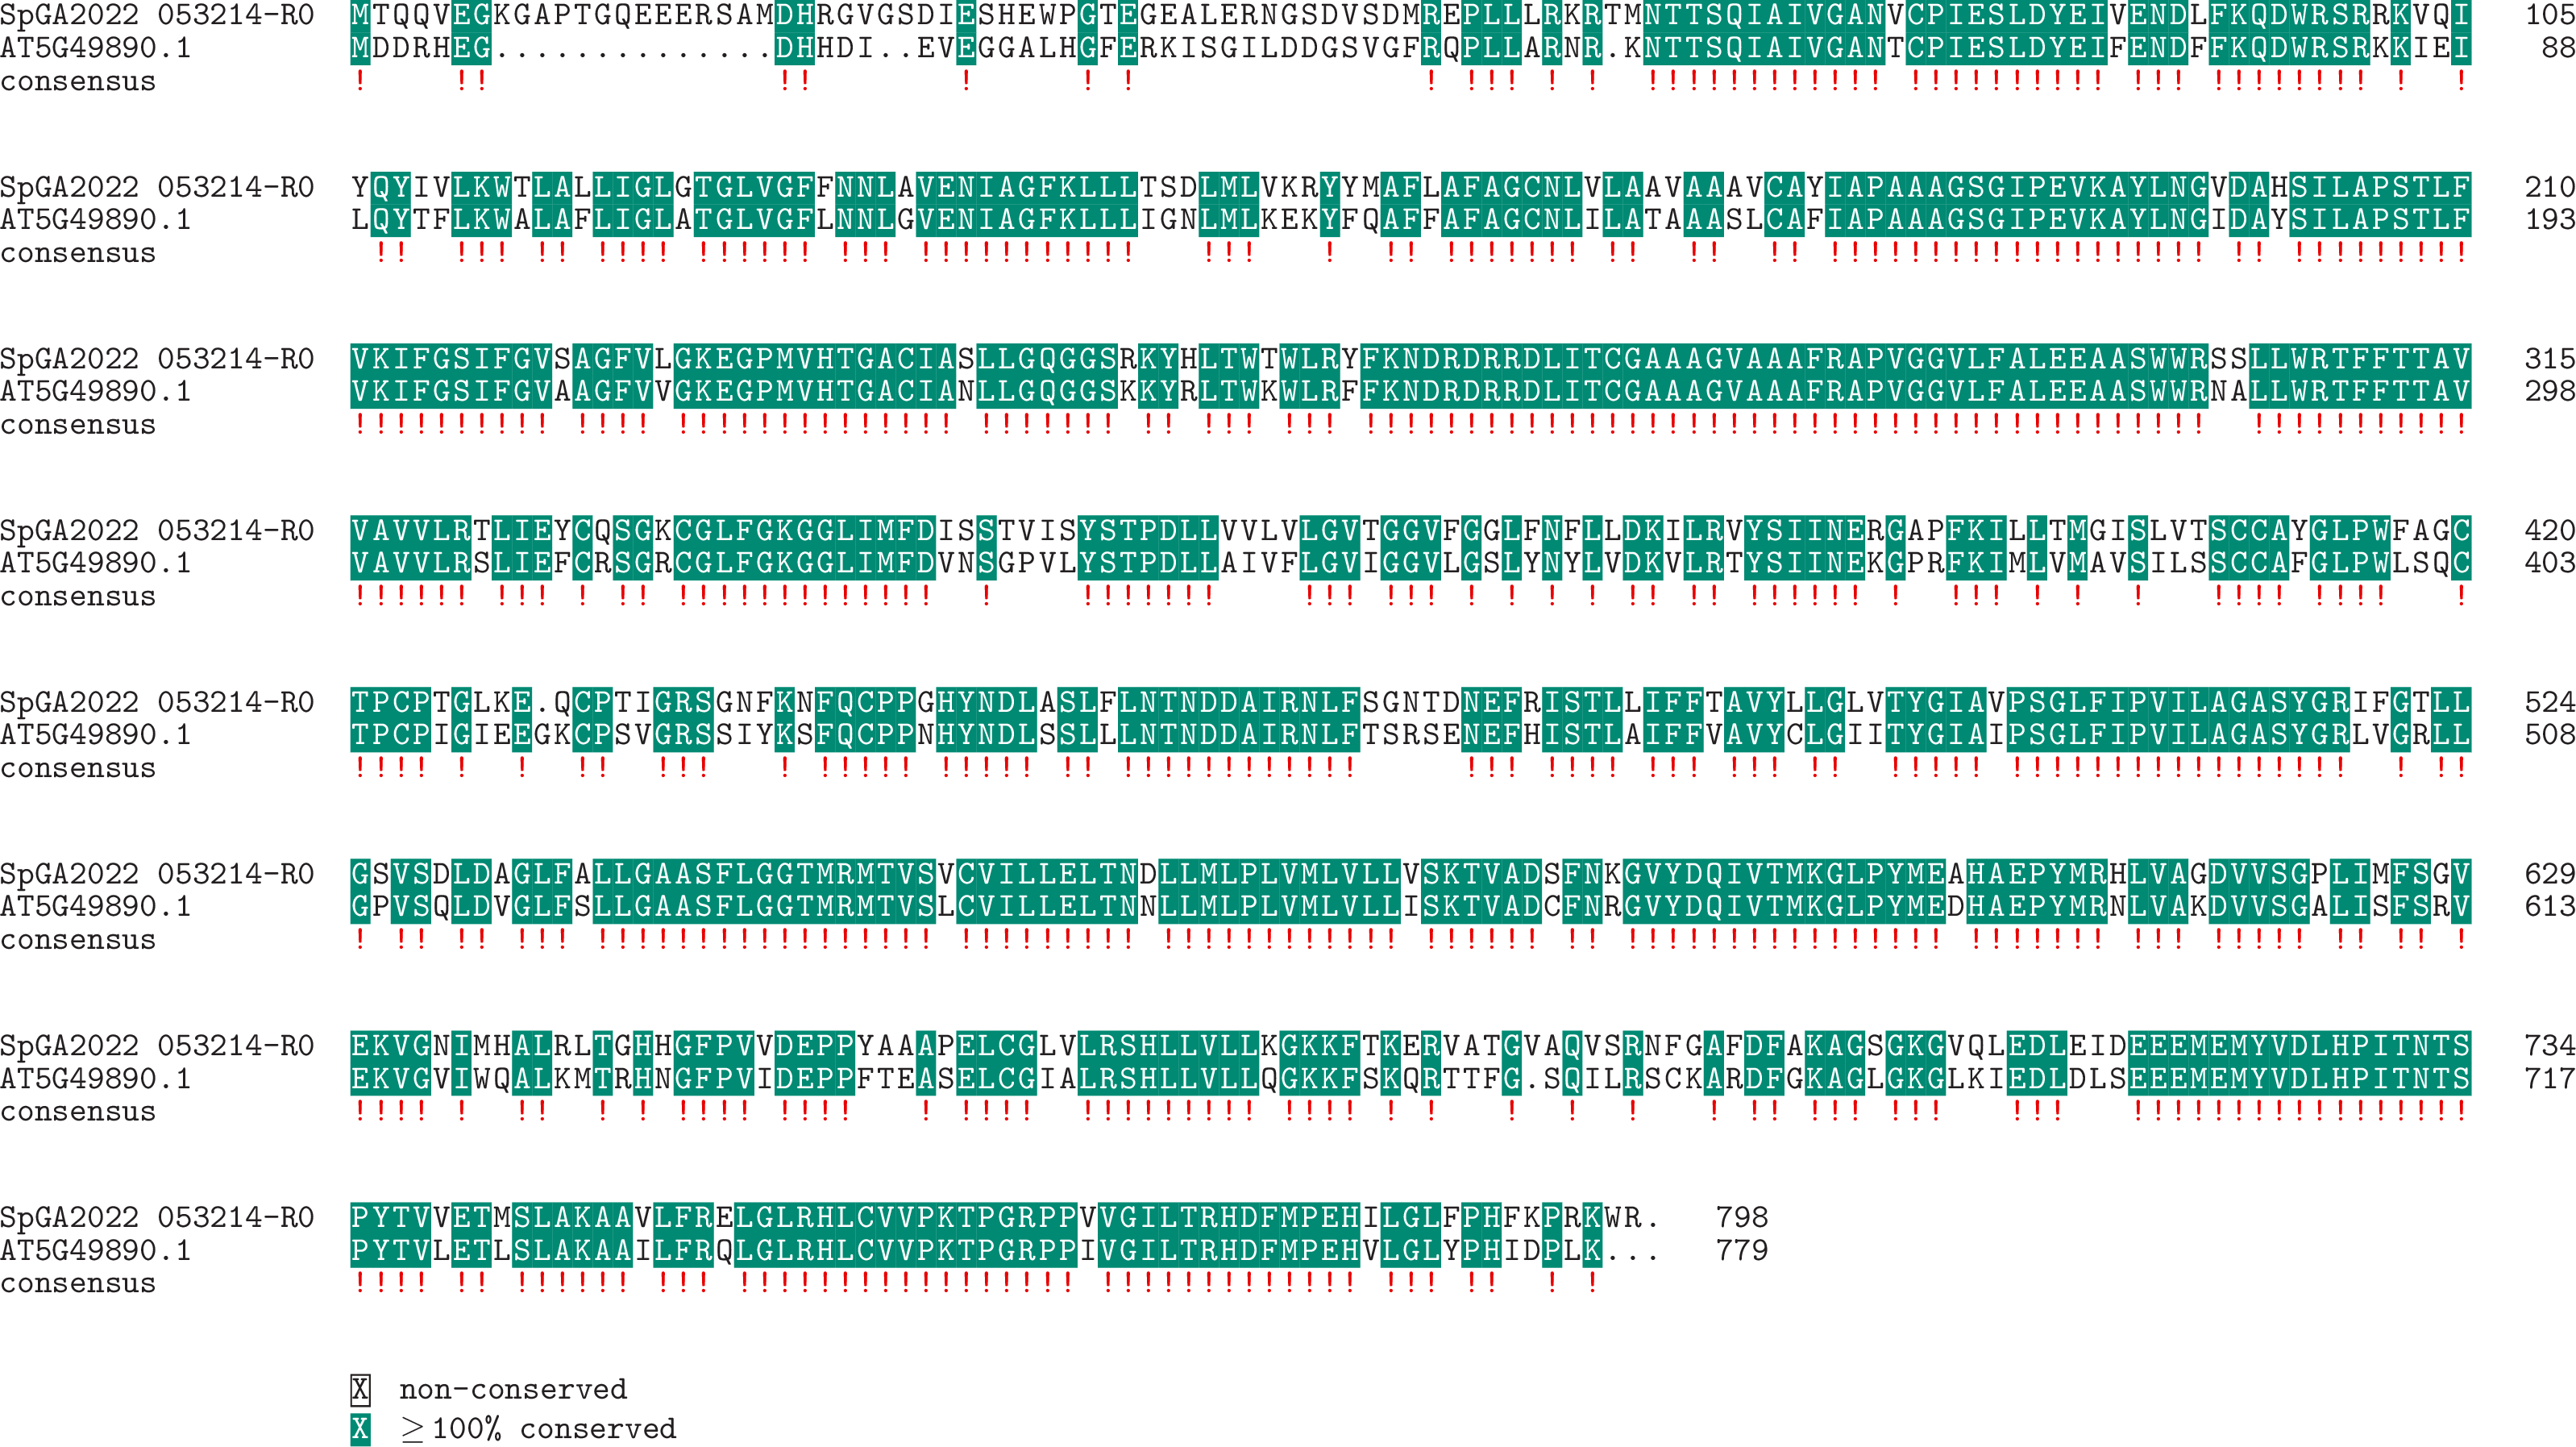 SpGA2022 053214-R0 MTQQVEGKGAPTGQEEERSAMDHRGVGSDIESHEWPGTEGEALERNGSDVSDMREPLLLRKRTMNTTSQIAIVGANVCPIESLDYEIVENDLFKQDWRSRRKVQI 105
AT5G49890.1 MDDRHEG..............DHHDI..EVEGGALHGFERKISGILDDGSVGFRQPLLARNR.KNTTSQIAIVGANTCPIESLDYEIFENDFFKQDWRSRKKIEI 88
consensus ! !! !! ! ! ! ! !!! ! ! !!!!!!!!!!!! !!!!!!!!!! !!! !!!!!!!! ! !
SpGA2022 053214-R0 YQYIVLKWTLALLIGLGTGLVGFFNNLAVENIAGFKLLLTSDLMLVKRYYMAFLAFAGCNLVLAAVAAAVCAYIAPAAAGSGIPEVKAYLNGVDAHSILAPSTLF 210
AT5G49890.1 LQYTFLKWALAFLIGLATGLVGFLNNLGVENIAGFKLLLIGNLMLKEKYFQAFFAFAGCNLILATAAASLCAFIAPAAAGSGIPEVKAYLNGIDAYSILAPSTLF 193
consensus !! !!! !! !!!! !!!!!! !!! !!!!!!!!!!! !!! ! !! !!!!!!! !! !! !! !!!!!!!!!!!!!!!!!!! !! !!!!!!!!!
SpGA2022 053214-R0 VKIFGSIFGVSAGFVLGKEGPMVHTGACIASLLGQGGSRKYHLTWTWLRYFKNDRDRRDLITCGAAAGVAAAFRAPVGGVLFALEEAASWWRSSLLWRTFFTTAV 315
AT5G49890.1 VKIFGSIFGVAAGFVVGKEGPMVHTGACIANLLGQGGSKKYRLTWKWLRFFKNDRDRRDLITCGAAAGVAAAFRAPVGGVLFALEEAASWWRNALLWRTFFTTAV 298
consensus !!!!!!!!!! !!!! !!!!!!!!!!!!!! !!!!!!! !! !!! !!! !!!!!!!!!!!!!!!!!!!!!!!!!!!!!!!!!!!!!!!!!! !!!!!!!!!!!
SpGA2022 053214-R0 VAVVLRTLIEYCQSGKCGLFGKGGLIMFDISSTVISYSTPDLLVVLVLGVTGGVFGGLFNFLLDKILRVYSIINERGAPFKILLTMGISLVTSCCAYGLPWFAGC 420
AT5G49890.1 VAVVLRSLIEFCRSGRCGLFGKGGLIMFDVNSGPVLYSTPDLLAIVFLGVIGGVLGSLYNYLVDKVLRTYSIINEKGPRFKIMLVMAVSILSSCCAFGLPWLSQC 403
consensus !!!!!! !!! ! !! !!!!!!!!!!!!! ! !!!!!!! !!! !!! ! ! ! ! !! !! !!!!!! ! !!! ! ! ! !!!! !!!! !
SpGA2022 053214-R0 TPCPTGLKE.QCPTIGRSGNFKNFQCPPGHYNDLASLFLNTNDDAIRNLFSGNTDNEFRISTLLIFFTAVYLLGLVTYGIAVPSGLFIPVILAGASYGRIFGTLL 524
AT5G49890.1 TPCPIGIEEGKCPSVGRSSIYKSFQCPPNHYNDLSSLLLNTNDDAIRNLFTSRSENEFHISTLAIFFVAVYCLGIITYGIAIPSGLFIPVILAGASYGRLVGRLL 508
consensus !!!! ! ! !! !!! ! !!!!! !!!!! !! !!!!!!!!!!!! !!! !!!! !!! !!! !! !!!!! !!!!!!!!!!!!!!!!! ! !!
SpGA2022 053214-R0 GSVSDLDAGLFALLGAASFLGGTMRMTVSVCVILLELTNDLLMLPLVMLVLLVSKTVADSFNKGVYDQIVTMKGLPYMEAHAEPYMRHLVAGDVVSGPLIMFSGV 629
AT5G49890.1 GPVSQLDVGLFSLLGAASFLGGTMRMTVSLCVILLELTNNLLMLPLVMLVLLISKTVADCFNRGVYDQIVTMKGLPYMEDHAEPYMRNLVAKDVVSGALISFSRV 613
consensus ! !! !! !!! !!!!!!!!!!!!!!!!! !!!!!!!!! !!!!!!!!!!!! !!!!!! !! !!!!!!!!!!!!!!!! !!!!!!! !!! !!!!! !! !! !
SpGA2022 053214-R0 EKVGNIMHALRLTGHHGFPVVDEPPYAAAPELCGLVLRSHLLVLLKGKKFTKERVATGVAQVSRNFGAFDFAKAGSGKGVQLEDLEIDEEEMEMYVDLHPITNTS 734
AT5G49890.1 EKVGVIWQALKMTRHNGFPVIDEPPFTEASELCGIALRSHLLVLLQGKKFSKQRTTFG.SQILRSCKARDFGKAGLGKGLKIEDLDLSEEEMEMYVDLHPITNTS 717
consensus !!!! ! !! ! ! !!!! !!!! ! !!!! !!!!!!!!! !!!! ! ! ! ! ! ! !! !!! !!! !!! !!!!!!!!!!!!!!!!!
SpGA2022 053214-R0 PYTVVETMSLAKAAVLFRELGLRHLCVVPKTPGRPPVVGILTRHDFMPEHILGLFPHFKPRKWR. 798
AT5G49890.1 PYTVLETLSLAKAAILFRQLGLRHLCVVPKTPGRPPIVGILTRHDFMPEHVLGLYPHIDPLK... 779
consensus !!!! !! !!!!!! !!! !!!!!!!!!!!!!!!!! !!!!!!!!!!!!! !!! !! ! !
X non-conserved
X ≥100% conserved